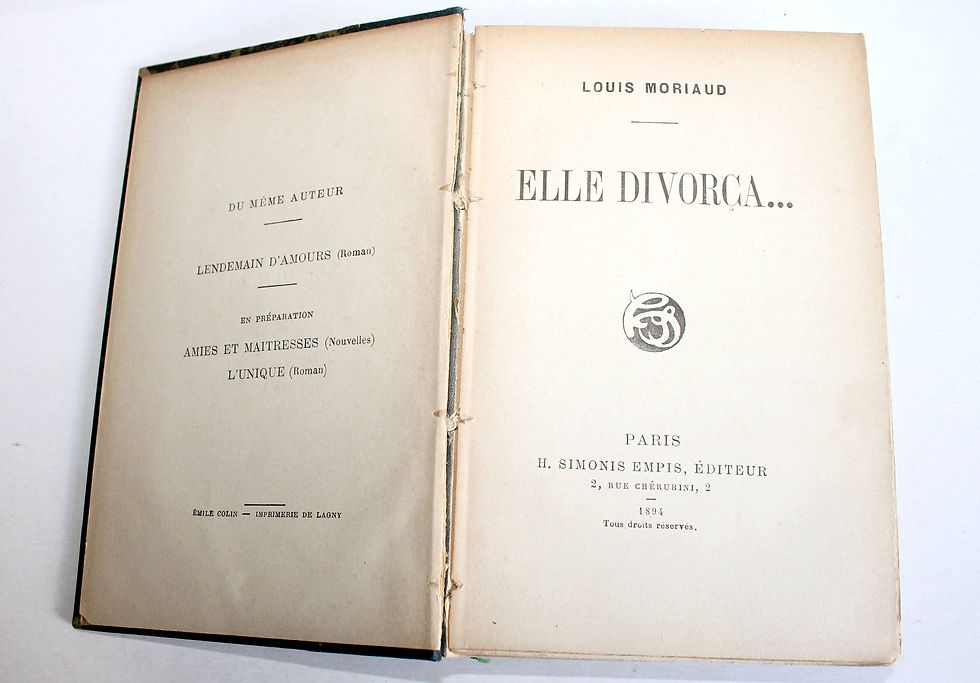 DU MÊME AUTEUR
LENDEMAIN D'AMOURS (Roman)
EN PRÉPARATION
AMIES ET MAITRESSES (Nouvelles)
L'UNIQUE (Roman)
ÉMILE COLIN — IMPRIMERIE DE LAGNY
LOUIS MORIAUD
ELLE DIVORÇA...
PARIS
H. SIMONIS EMPIS, ÉDITEUR
2, RUE CHÉRUBINI, 2
1894
Tous droits réservés.